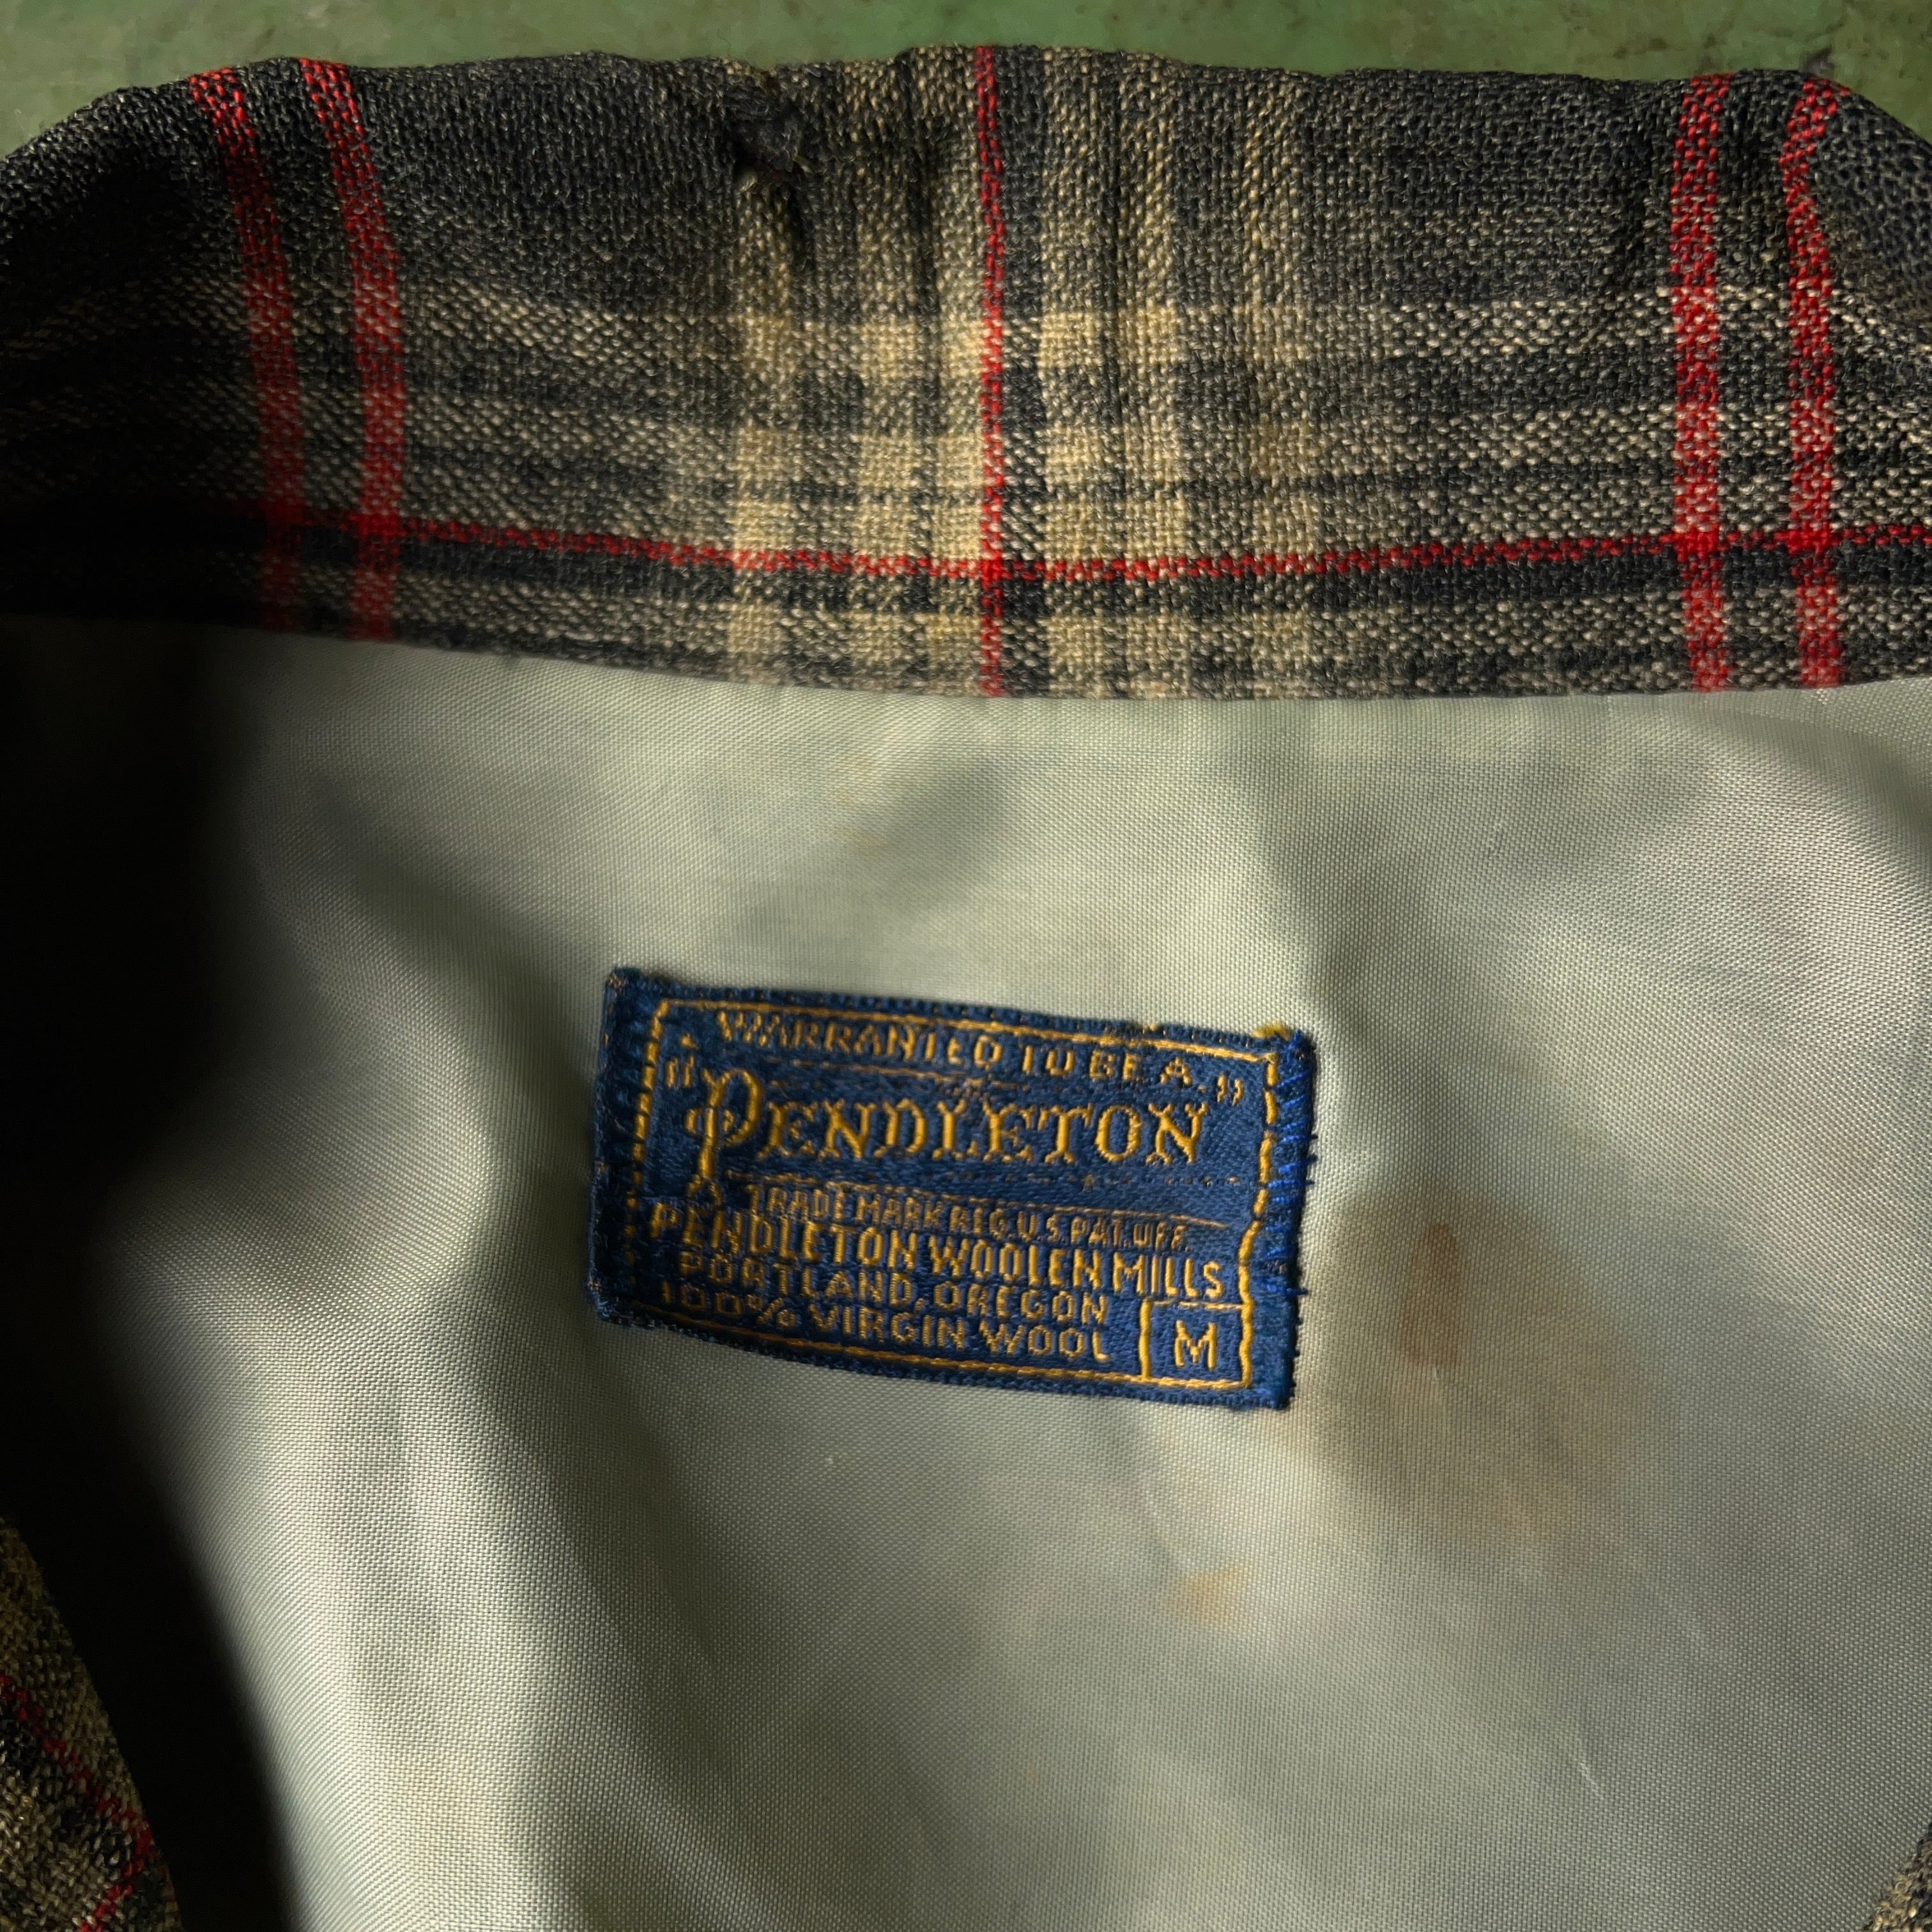 WARRANTED TO BE A
"PENDLETON"
TRADE MARK REG. U.S. PAT. OFF.
PENDLETON WOOLEN MILLS
PORTLAND, OREGON
100% VIRGIN WOOL
M